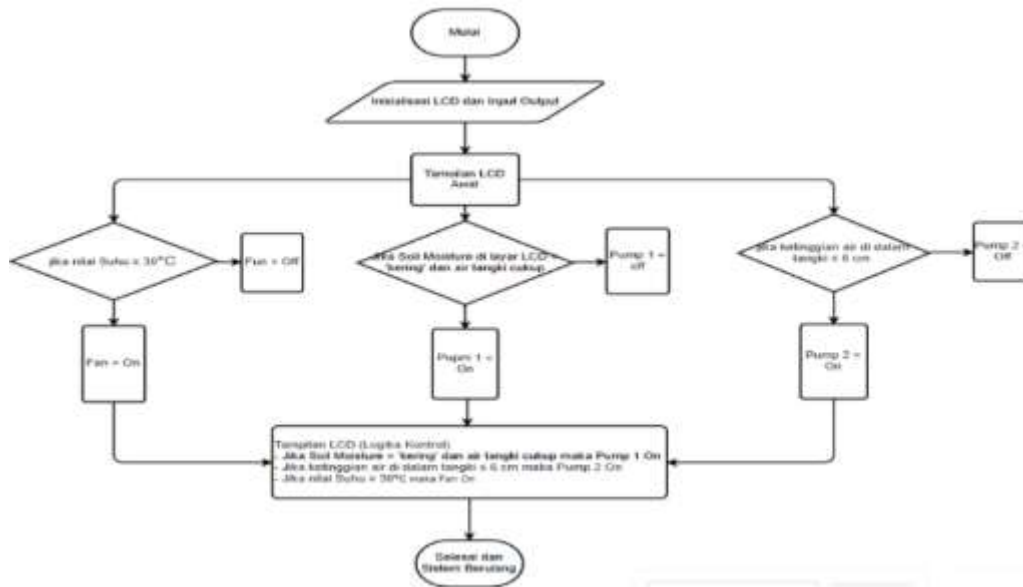 Mulai
Inisialisasi LCD dan Input Output
Tampilan LCD
Awal
jika nilai Suhu ≥ 30°C
Fan = Off
Jika Soil Moisture di layar LCD =
'kering' dan air tangki cukup
Pump 1 =
off
jika ketinggian air di dalam
tangki ≤ 6 cm
Pump 2
Off
Fan = On
Pupm 1 =
On
Pump 2 =
On
Tampilan LCD (Logika Kontrol)
- Jika Soil Moisture = 'kering' dan air tangki cukup maka Pump 1 On
- Jika ketinggian air di dalam tangki ≤ 6 cm maka Pump 2 On
- Jika nilai Suhu 30°C maka Fan On
Selesai dan
Sistem Berulang